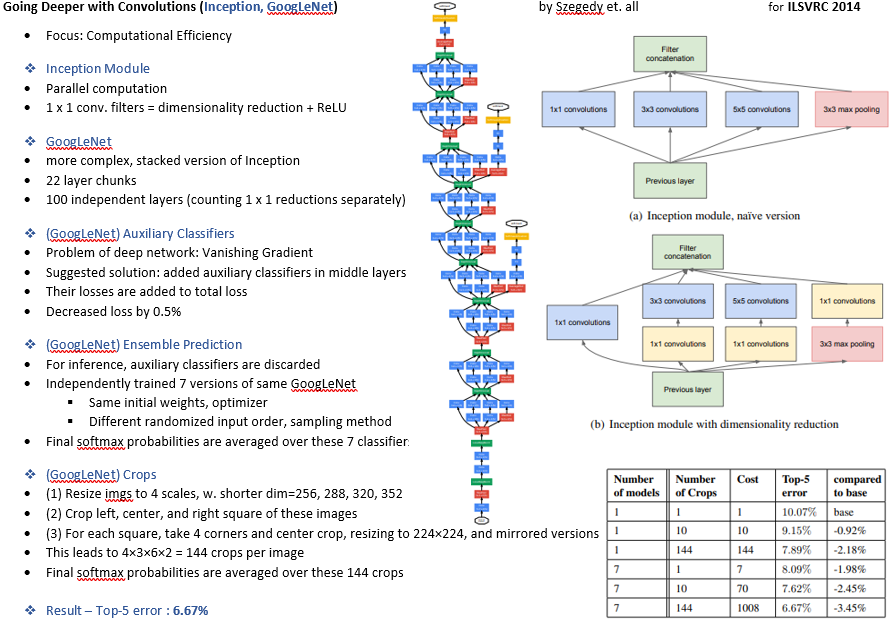 Going Deeper with Convolutions (Inception, GoogLeNet) by Szegedy et. all for ILSVRC 2014
• Focus: Computational Efficiency
❖ Inception Module
• Parallel computation
• 1 x 1 conv. filters = dimensionality reduction + ReLU
❖ GoogLeNet
• more complex, stacked version of Inception
• 22 layer chunks
• 100 independent layers (counting 1 x 1 reductions separately)
❖ (GoogLeNet) Auxiliary Classifiers
• Problem of deep network: Vanishing Gradient
• Suggested solution: added auxiliary classifiers in middle layers
• Their losses are added to total loss
• Decreased loss by 0.5%
❖ (GoogLeNet) Ensemble Prediction
• For inference, auxiliary classifiers are discarded
• Independently trained 7 versions of same GoogLeNet
▪ Same initial weights, optimizer
▪ Different randomized input order, sampling method
• Final softmax probabilities are averaged over these 7 classifier
❖ (GoogLeNet) Crops
• (1) Resize imgs to 4 scales, w. shorter dim=256, 288, 320, 352
• (2) Crop left, center, and right square of these images
• (3) For each square, take 4 corners and center crop, resizing to 224×224, and mirrored versions
• This leads to 4×3×6×2 = 144 crops per image
• Final softmax probabilities are averaged over these 144 crops
❖ Result – Top-5 error : 6.67%
Filter
concatenation
1x1 convolutions 3x3 convolutions 5x5 convolutions 3x3 max pooling
Previous layer
(a) Inception module, naïve version
Filter
concatenation
3x3 convolutions 5x5 convolutions 1x1 convolutions
1x1 convolutions
1x1 convolutions 1x1 convolutions 3x3 max pooling
Previous layer
(b) Inception module with dimensionality reduction
Number Number Cost Top-5 compared
of models of Crops error to base
1 1 1 10.07% base
1 10 10 9.15% -0.92%
1 144 144 7.89% -2.18%
7 1 7 8.09% -1.98%
7 10 70 7.62% -2.45%
7 144 1008 6.67% -3.45%